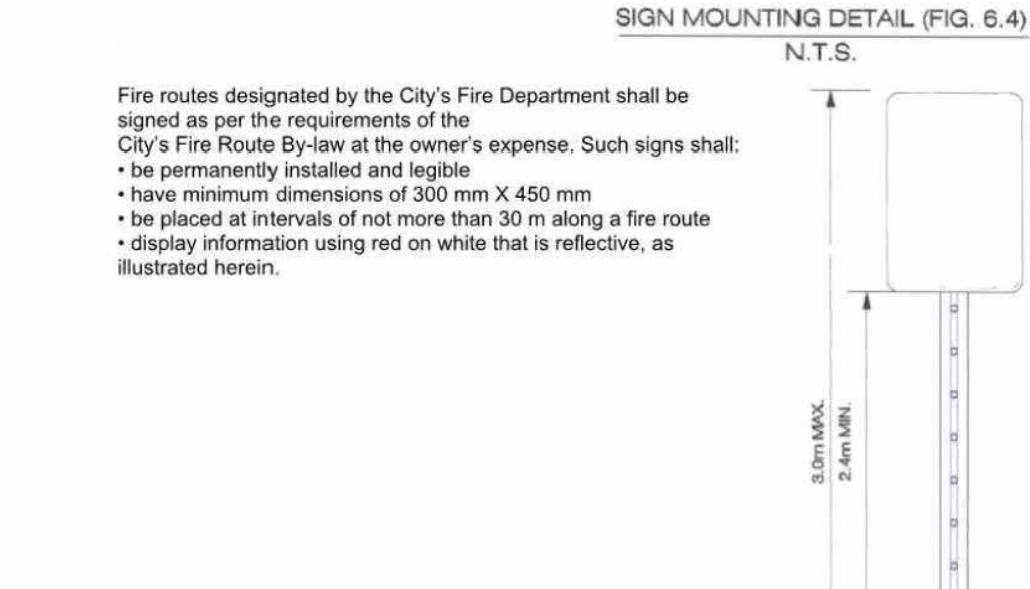 SIGN MOUNTING DETAIL (FIG. 6.4)
N.T.S.
Fire routes designated by the City's Fire Department shall be
signed as per the requirements of the
City's Fire Route By-law at the owner's expense. Such signs shall:
• be permanently installed and legible
• have minimum dimensions of 300 mm X 450 mm
• be placed at intervals of not more than 30 m along a fire route
• display information using red on white that is reflective, as
illustrated herein.
3.0m MAX.
2.4m MIN.